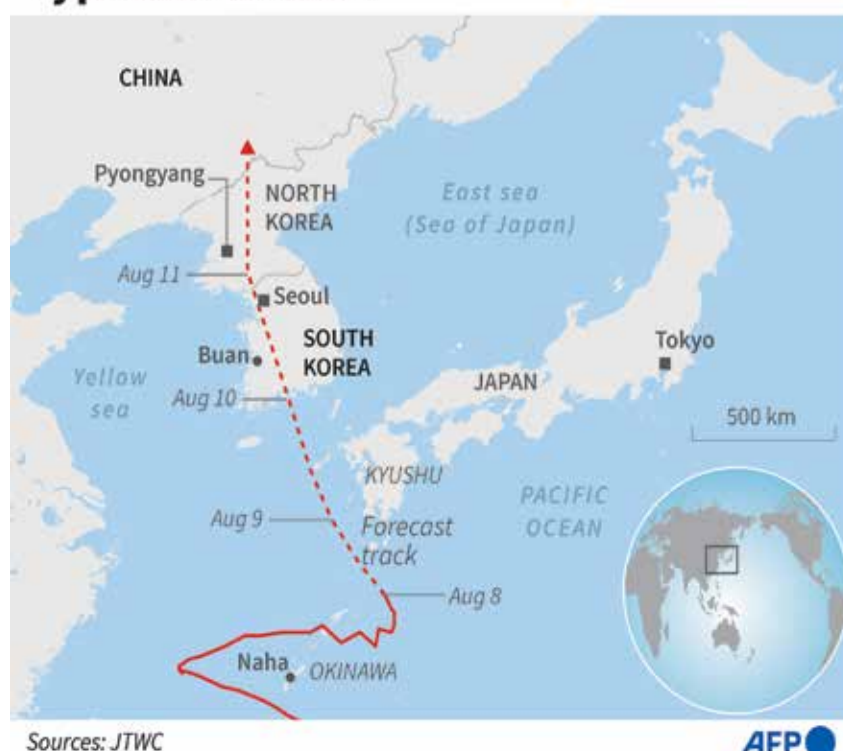 CHINA
Pyongyang
NORTH
KOREA
East sea
(Sea of Japan)
Aug 11
Seoul
SOUTH
KOREA
Buan
Tokyo
Yellow
sea
JAPAN
Aug 10
500 km
KYUSHU
PACIFIC
OCEAN
Aug 9
Forecast
track
Aug 8
Naha
OKINAWA
Sources: JTWC
AFP